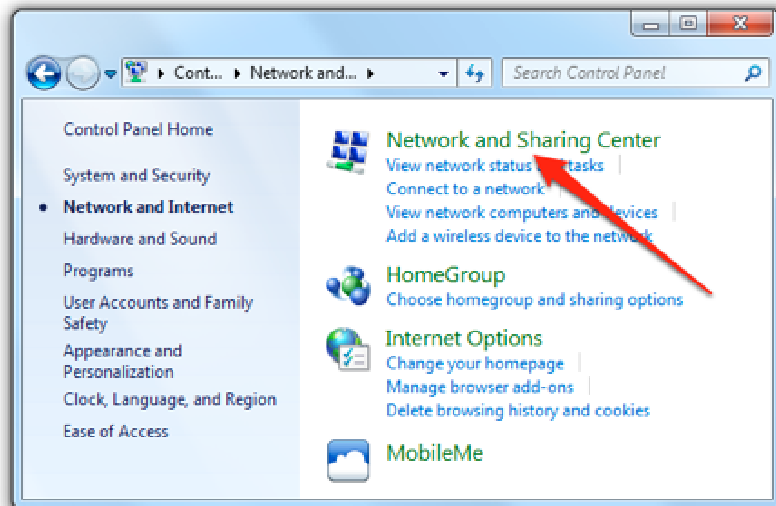 Cont... Network and...
Search Control Panel
Control Panel Home
System and Security
Network and Internet
Hardware and Sound
Programs
User Accounts and Family
Safety
Appearance and
Personalization
Clock, Language, and Region
Ease of Access
Network and Sharing Center
View network status tasks
Connect to a network
View network computers and devices
Add a wireless device to the network
HomeGroup
Choose homegroup and sharing options
Internet Options
Change your homepage
Manage browser add-ons
Delete browsing history and cookies
MobileMe